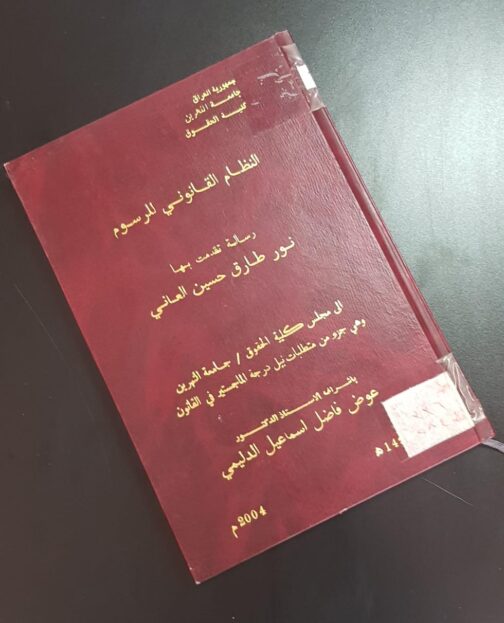 جمهورية العراق
جامعة النهرين
كلية الحقوق
النظام القانوني للرسوم
رسالة تقدمت بها
نور طارق حسين العاني
الى مجلس كلية الحقوق / جامعة النهرين
وهي جزء من متطلبات نيل درجة الماجستير في القانون
باشراف الاستاذ الدكتور
عوض فاضل اسماعيل الدليمي
2004م